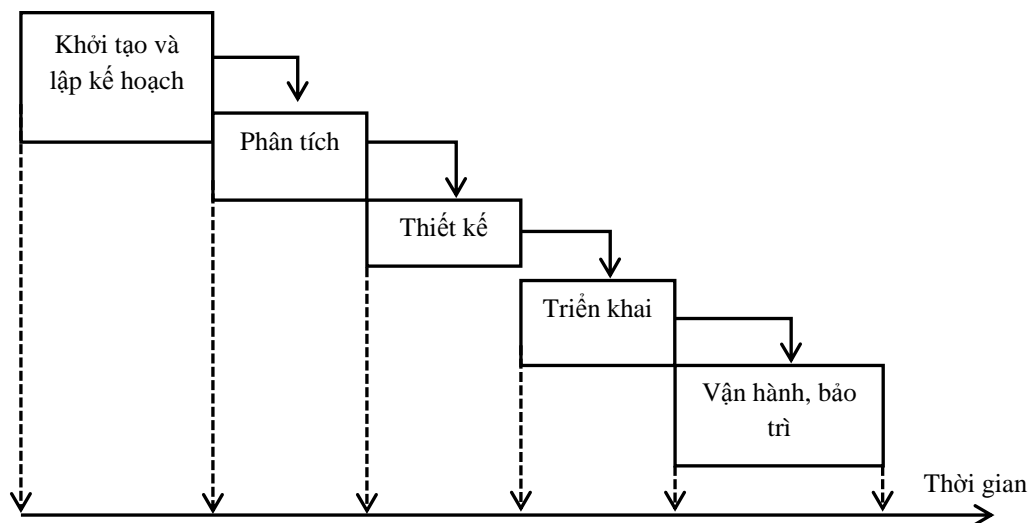 Khởi tạo và
lập kế hoạch
Phân tích
Thiết kế
Triển khai
Vận hành, bảo
trì
Thời gian